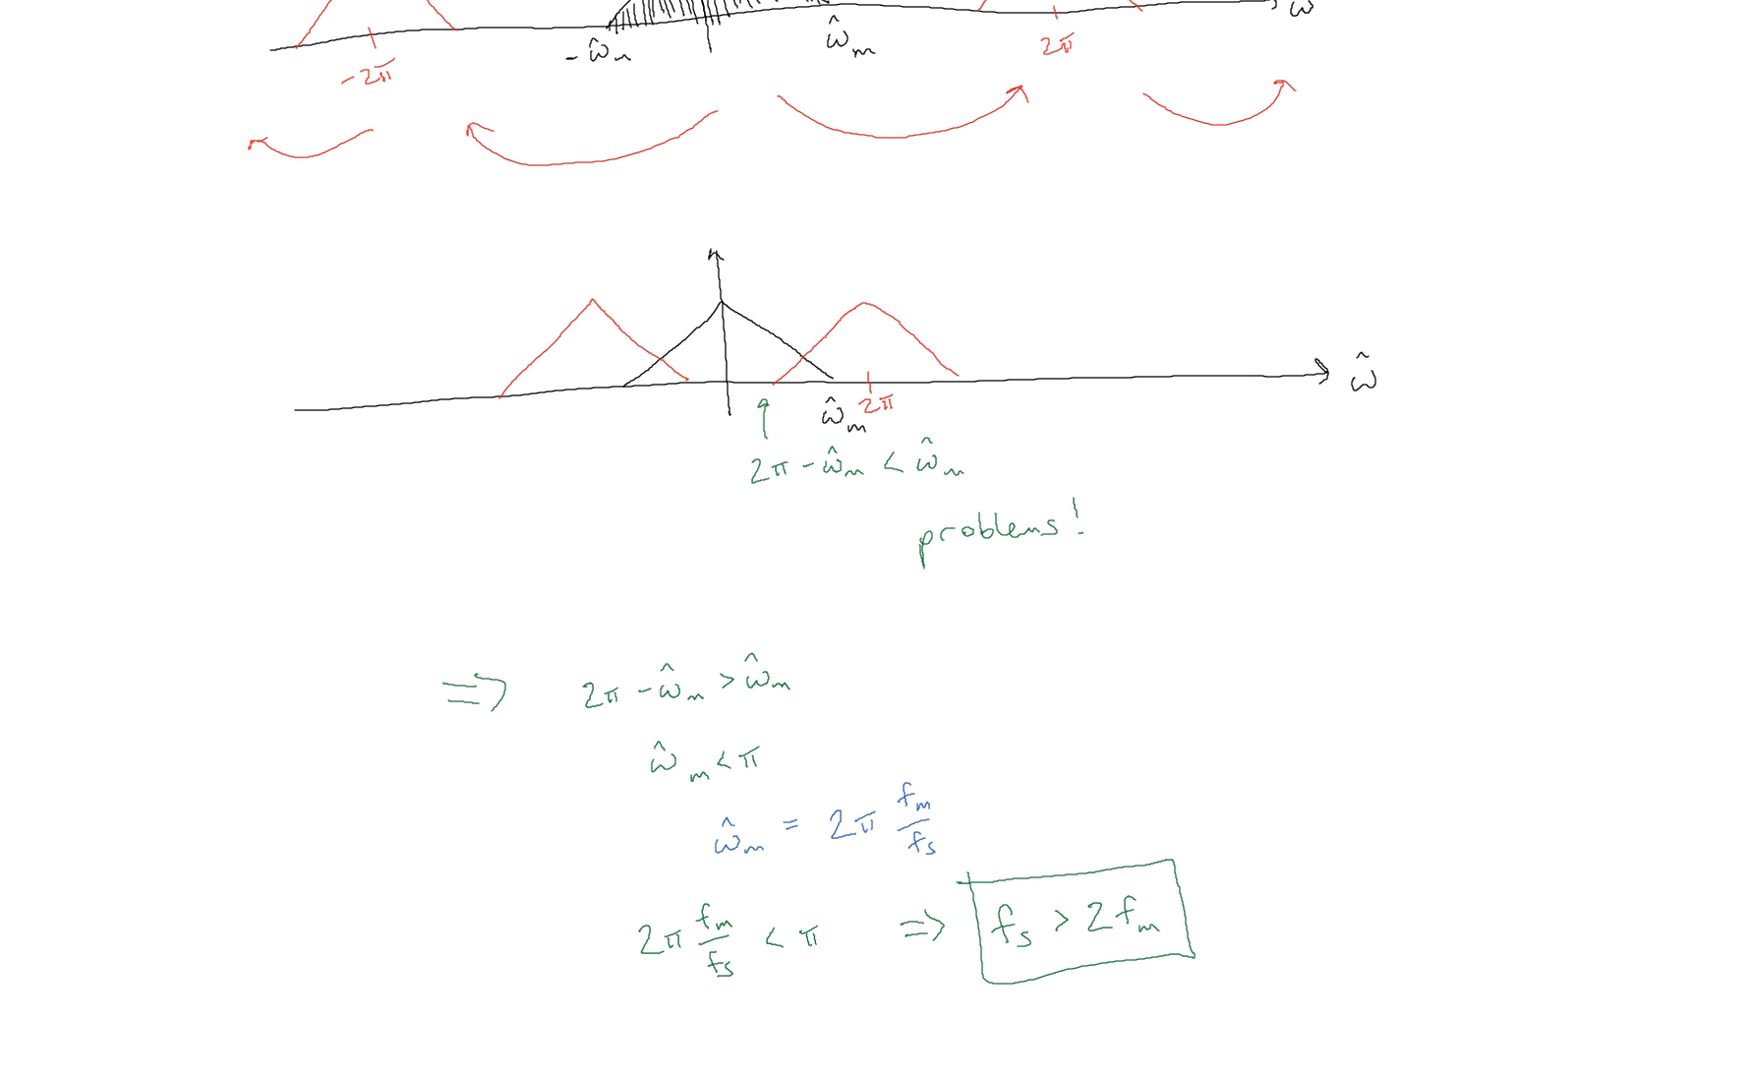 ω̂
-ω̂m
ω̂m
2π
-2π
ω̂
ω̂m 2π
2π - ω̂m < ω̂m
problems!
=> 2π - ω̂m > ω̂m
ω̂m < π
ω̂m = 2π fm/fs
2π fm/fs < π => fs > 2fm